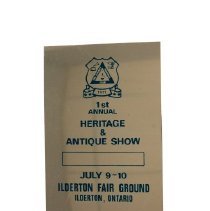 1st
ANNUAL
HERITAGE
&
ANTIQUE SHOW
JULY 9-10
ILDERTON FAIR GROUND
ILDERTON, ONTARIO